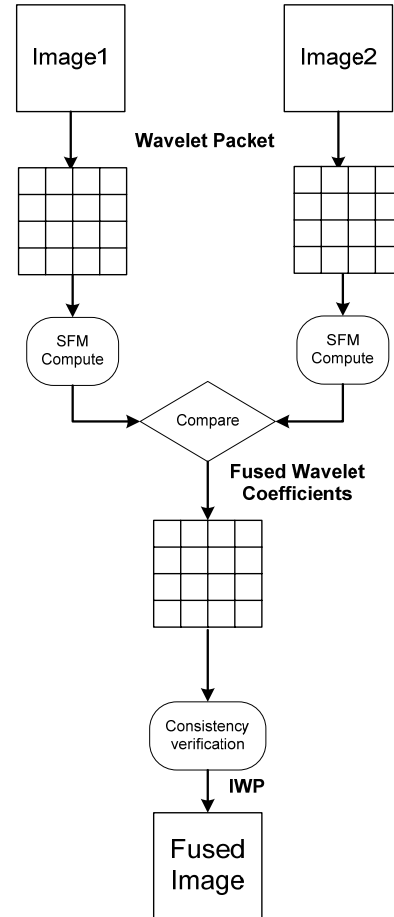 Image1
Image2
Wavelet Packet
SFM
Compute
SFM
Compute
Compare
Fused Wavelet
Coefficients
Consistency
verification
IWP
Fused
Image